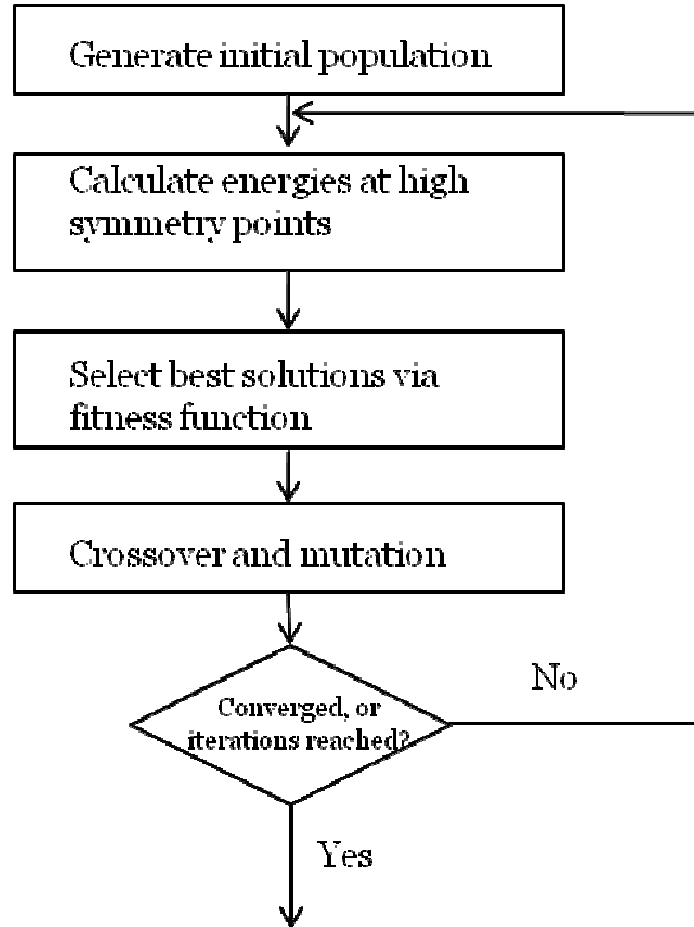 Generate initial population
Calculate energies at high
symmetry points
Select best solutions via
fitness function
Crossover and mutation
Converged, or
iterations reached?
No
Yes